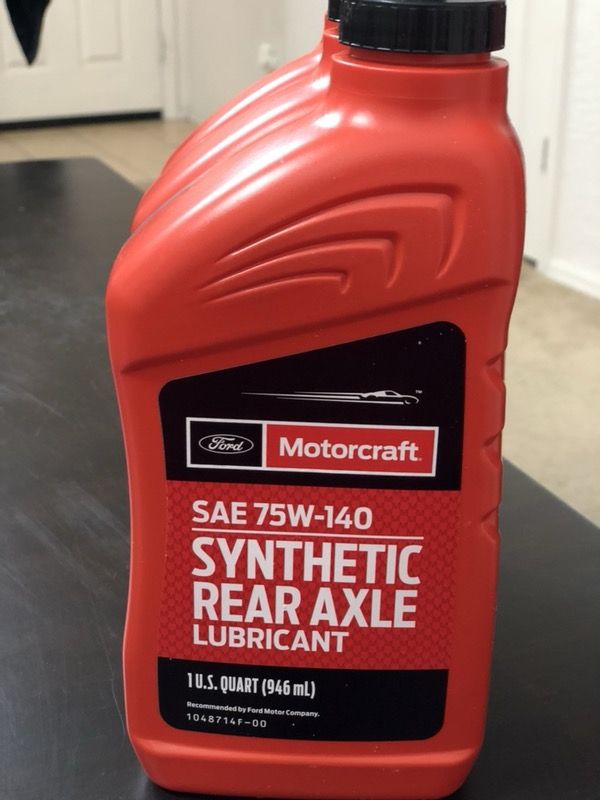 ™
Ford Motorcraft®
SAE 75W-140
SYNTHETIC
REAR AXLE
LUBRICANT
1 U.S. QUART (946 mL)
Recommended by Ford Motor Company.
1048714F-00